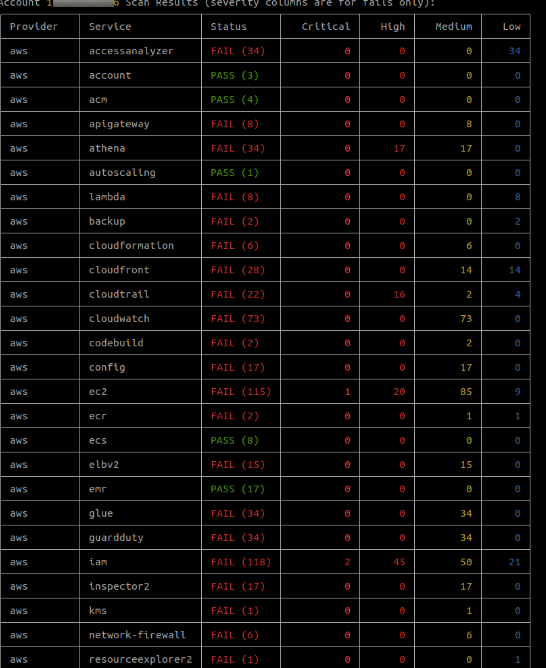 Account i o Scan Results (severity columns are for fails only):
Provider Service Status Critical High Medium Low
aws accessanalyzer FAIL (34) 0 0 0 34
aws account PASS (3) 0 0 0 0
aws acm PASS (4) 0 0 0 0
aws apigateway FAIL (8) 0 0 8 0
aws athena FAIL (34) 0 17 17 0
aws autoscaling PASS (1) 0 0 0 0
aws lambda FAIL (8) 0 0 0 8
aws backup FAIL (2) 0 0 0 2
aws cloudformation FAIL (6) 0 0 6 0
aws cloudfront FAIL (28) 0 0 14 14
aws cloudtrail FAIL (22) 0 16 2 4
aws cloudwatch FAIL (73) 0 0 73 0
aws codebuild FAIL (2) 0 0 2 0
aws config FAIL (17) 0 0 17 0
aws ec2 FAIL (115) 1 20 85 9
aws ecr FAIL (2) 0 0 1 1
aws ecs PASS (8) 0 0 0 0
aws elbv2 FAIL (15) 0 0 15 0
aws emr PASS (17) 0 0 0 0
aws glue FAIL (34) 0 0 34 0
aws guardduty FAIL (34) 0 0 34 0
aws iam FAIL (118) 2 45 50 21
aws inspector2 FAIL (17) 0 0 17 0
aws kms FAIL (1) 0 0 1 0
aws network-firewall FAIL (6) 0 0 6 0
aws resourceexplorer2 FAIL (1) 0 0 0 1